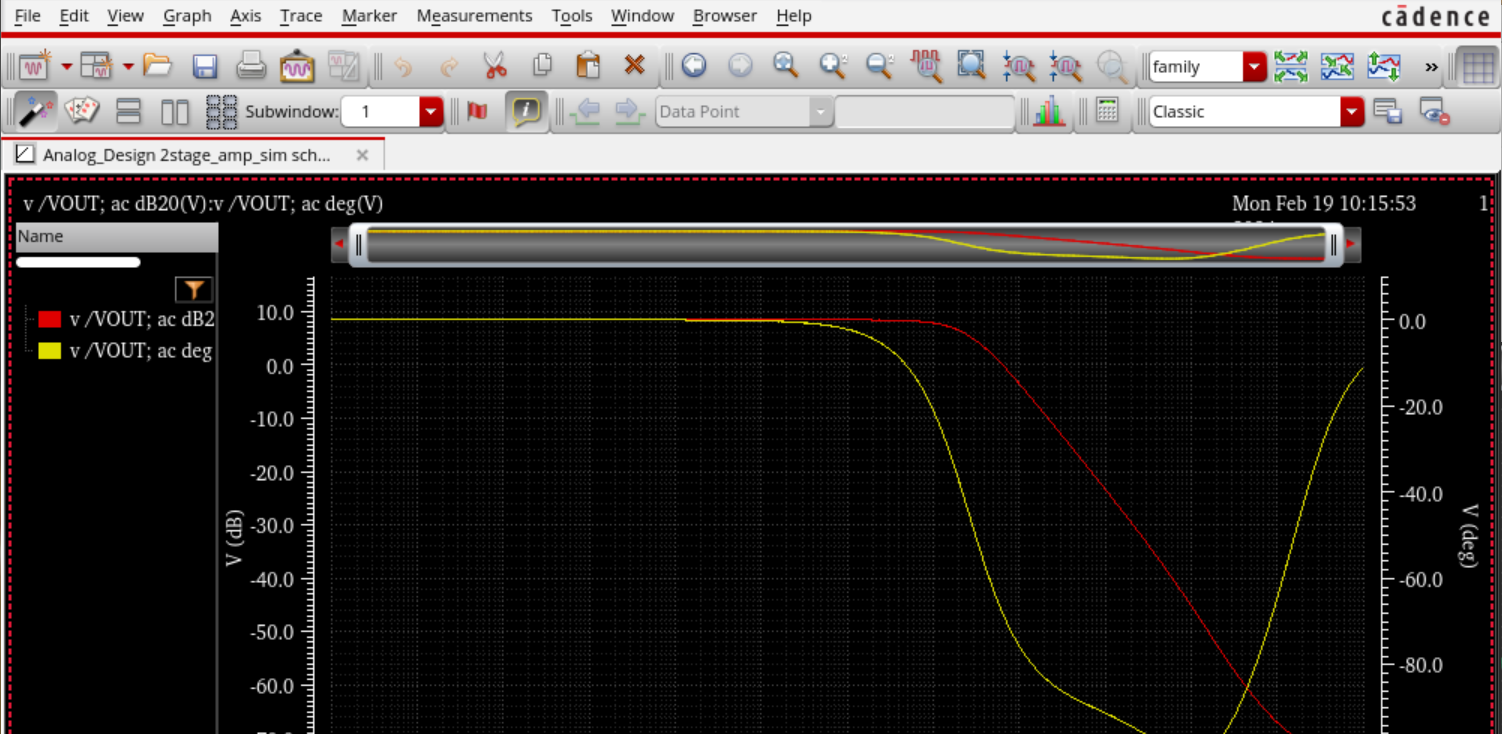 File Edit View Graph Axis Trace Marker Measurements Tools Window Browser Help
cādence
family
»
Subwindow: 1
Data Point
Classic
Analog_Design 2stage_amp_sim sch...
v /VOUT; ac dB20(V):v /VOUT; ac deg(V)
Mon Feb 19 10:15:53
1
Name
v /VOUT; ac dB2
v /VOUT; ac deg
10.0
0.0
-10.0
-20.0
-30.0
-40.0
-50.0
-60.0
V (dB)
0.0
-20.0
-40.0
-60.0
-80.0
V (deg)